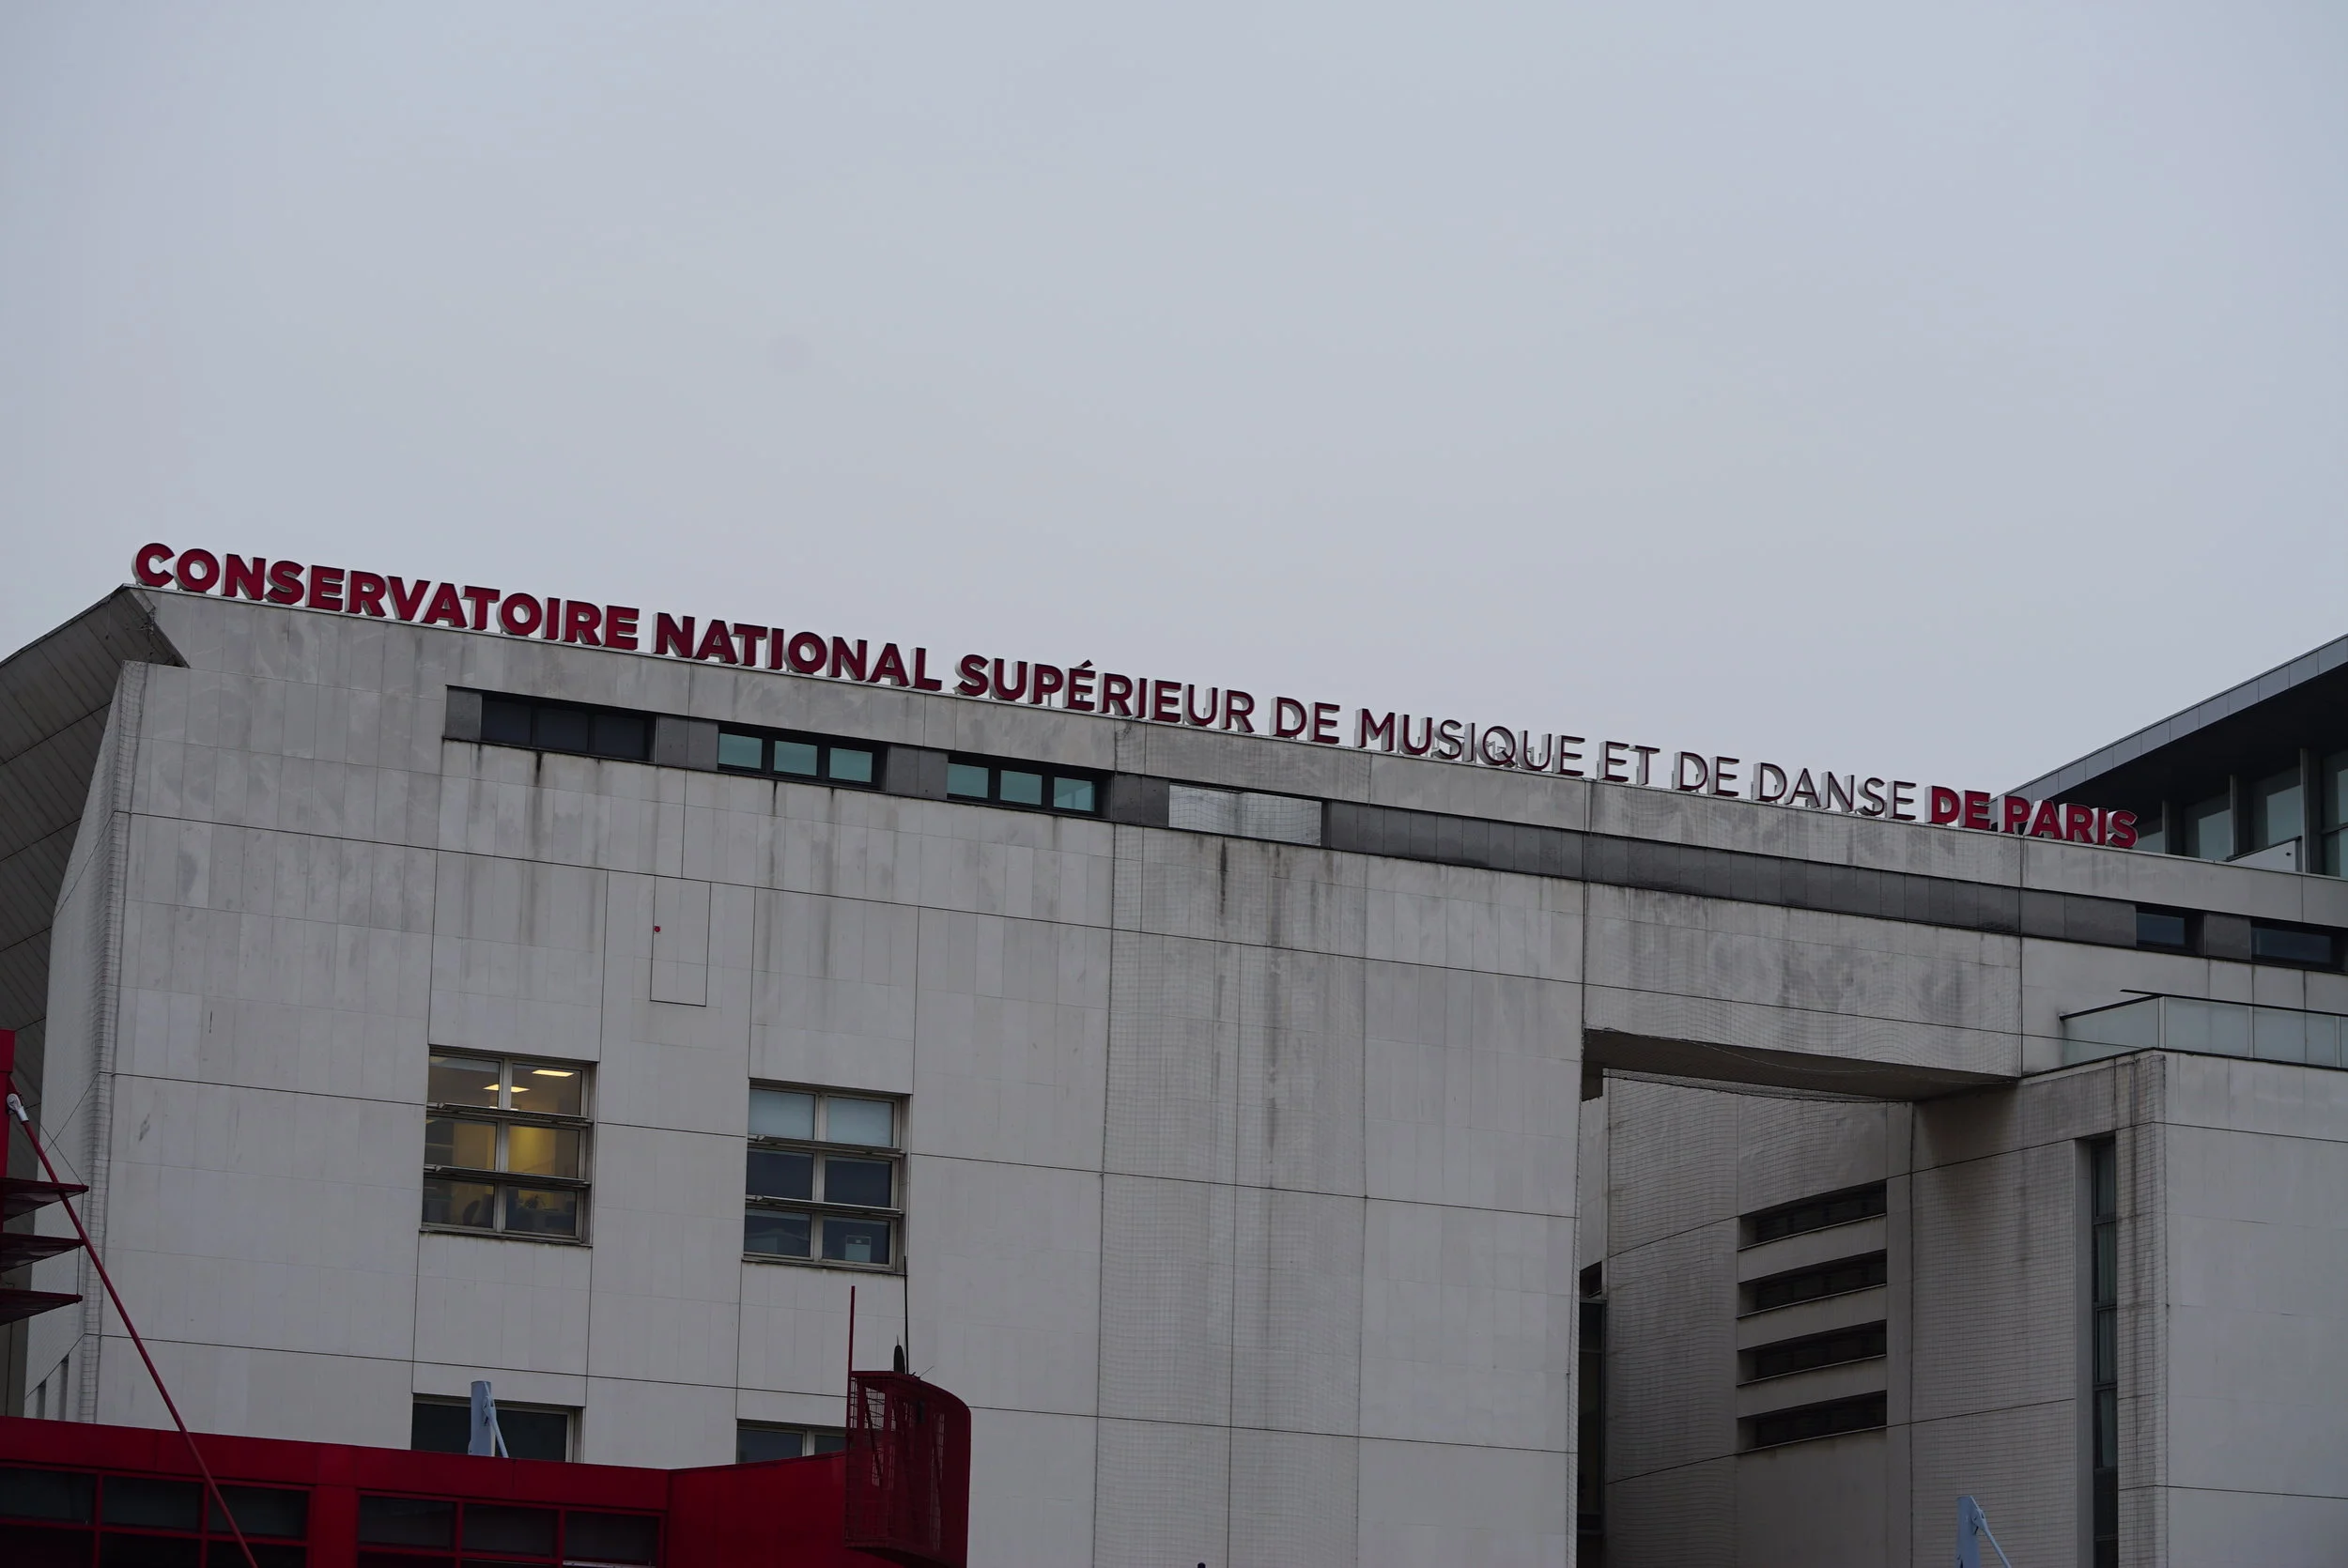 CONSERVATOIRE NATIONAL SUPÉRIEUR DE MUSIQUE ET DE DANSE DE PARIS